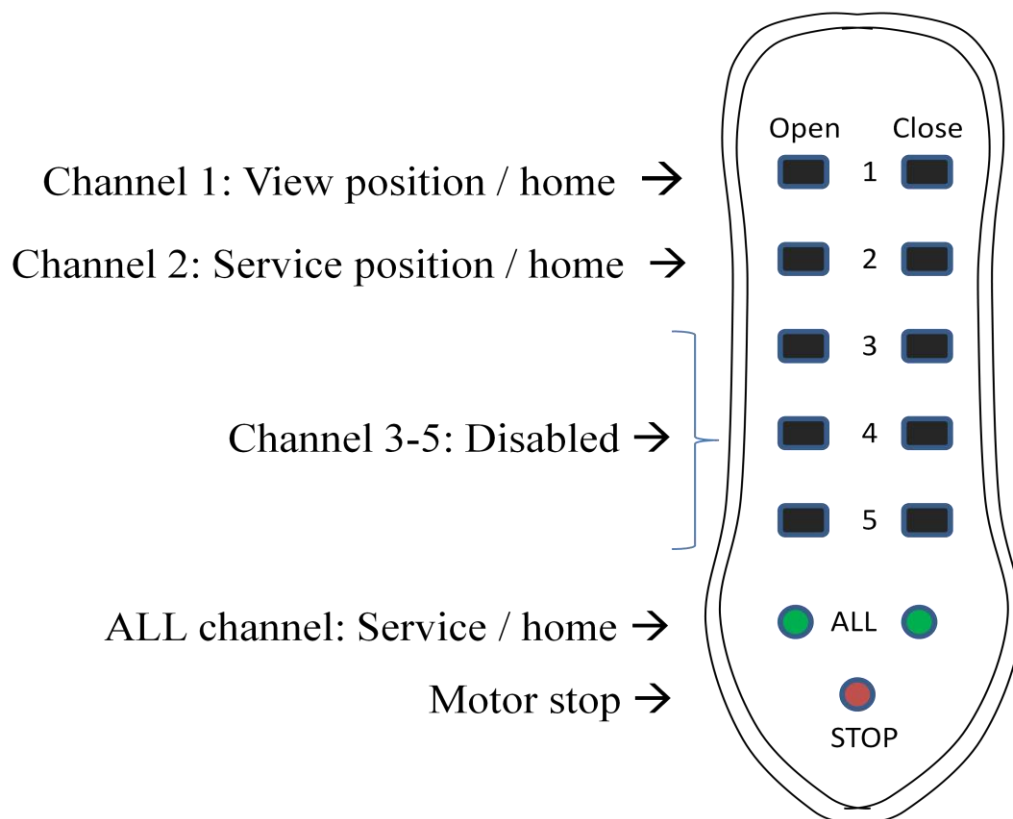 Open Close
Channel 1: View position / home → 1
Channel 2: Service position / home → 2
3
Channel 3-5: Disabled → 4
5
ALL channel: Service / home → ALL
Motor stop →
STOP